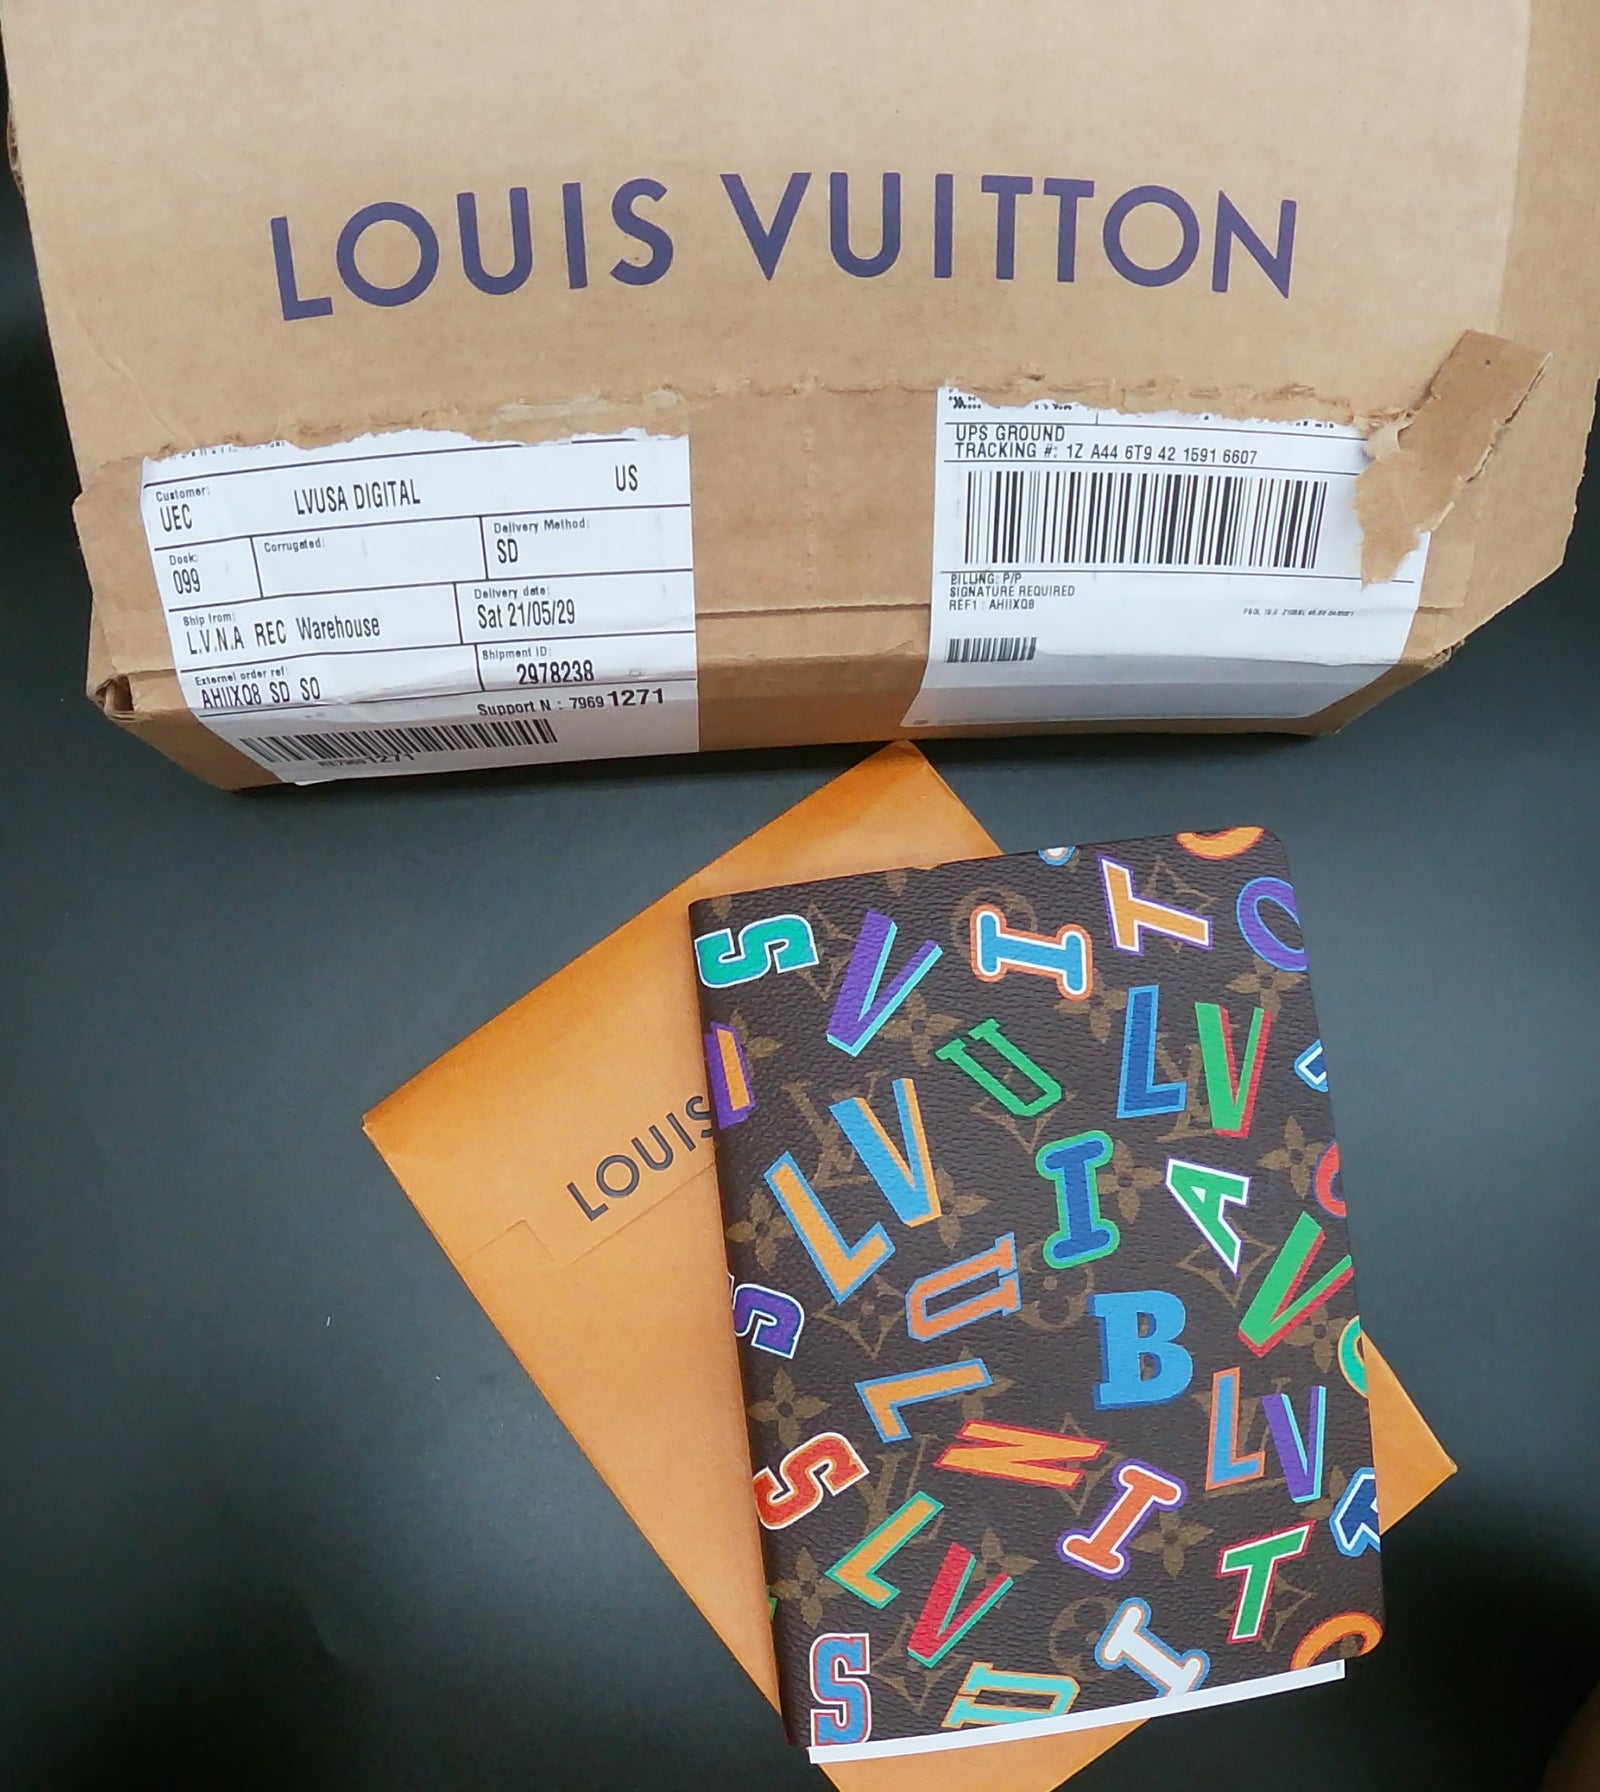 LOUIS VUITTON
Customer:
UEC LVUSA DIGITAL US
Dock:
099
Corrugated:
Delivery Method:
SD
Ship from:
L.V.N.A REC Warehouse
Delivery date:
Sat 21/05/29
External order ref:
AHIIXQ8 SD SO
Shipment ID:
2978238
Support N : 7969 1271
RE7969 1271
UPS GROUND
TRACKING #: 1Z A44 6T9 42 1591 6607
BILLING: P/P
SIGNATURE REQUIRED
REF1 : AHIIXQ8
LOUIS
S V I T O
I U L V
L V I A
S U B V
L L V
S N I T
L V T
S U I